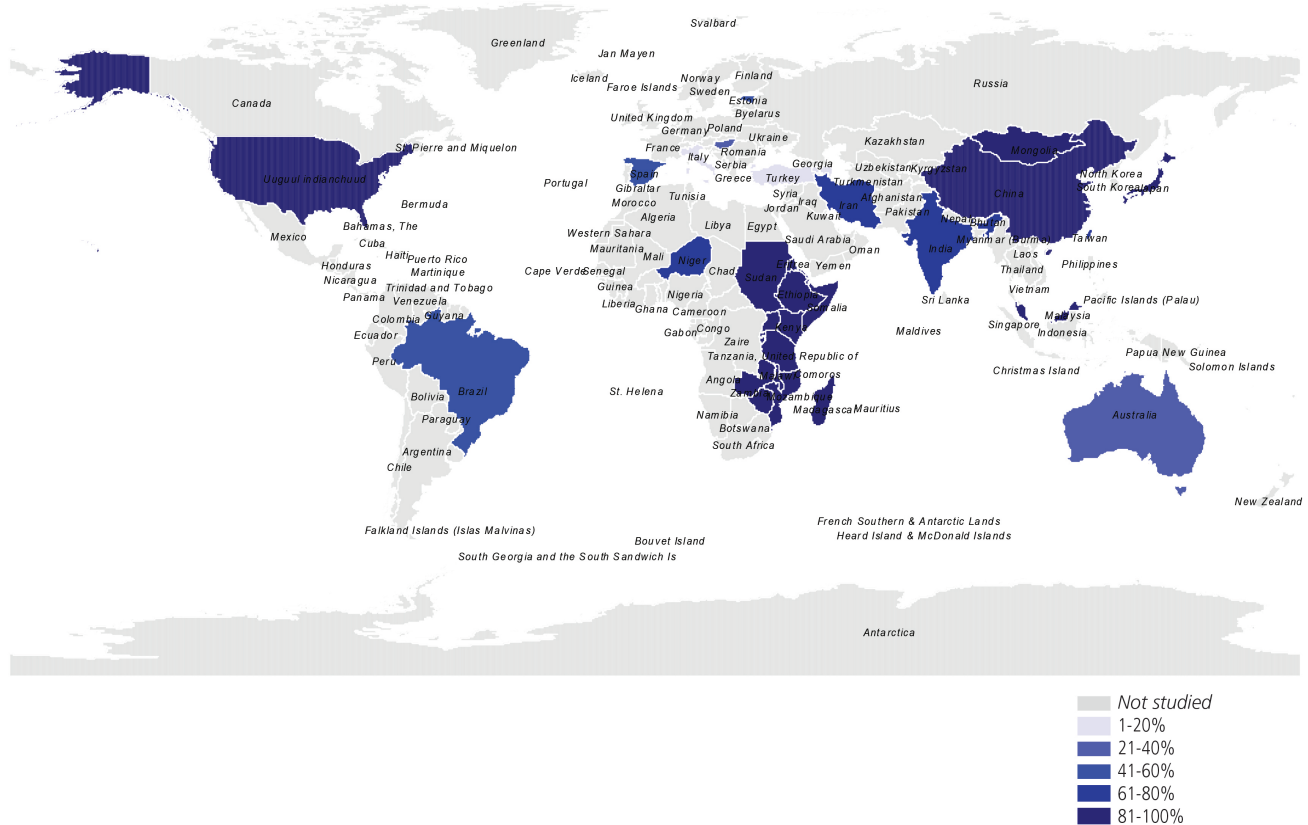 Svalbard
Greenland
Jan Mayen
Iceland
Faroe Islands
Norway
Finland
Sweden
Russia
Canada
Estonia
Byelarus
United Kingdom
Germany
Poland
Ukraine
Kazakhstan
St. Pierre and Miquelon
France
Italy
Romania
Serbia
Georgia
Uzbekistan
Kyrgyzstan
Mongolia
North Korea
South Korea
Japan
Uuguul indianchuud
Portugal
Spain
Gibraltar
Greece
Turkey
Turkmenistan
China
Bermuda
Morocco
Tunisia
Syria
Iraq
Iran
Afghanistan
Jordan
Kuwait
Pakistan
Nepal
Bhutan
Bahamas, The
Mexico
Cuba
Western Sahara
Algeria
Libya
Egypt
Saudi Arabia
Oman
India
Myanmar (Burma)
Taiwan
Haiti
Puerto Rico
Martinique
Honduras
Nicaragua
Mauritania
Mali
Niger
Laos
Thailand
Philippines
Cape Verde
Senegal
Chad
Sudan
Eritrea
Yemen
Trinidad and Tobago
Panama
Venezuela
Guinea
Liberia
Ghana
Nigeria
Cameroon
Ethiopia
Somalia
Sri Lanka
Vietnam
Pacific Islands (Palau)
Colombia
Guyana
Ecuador
Gabon
Congo
Zaire
Kenya
Maldives
Singapore
Malaysia
Indonesia
Peru
Tanzania, United Republic of
Papua New Guinea
Solomon Islands
Christmas Island
Brazil
Bolivia
St. Helena
Angola
Zambia
Malawi
Comoros
Mozambique
Madagascar
Mauritius
Paraguay
Namibia
Botswana
Australia
Argentina
Chile
South Africa
New Zealand
Falkland Islands (Islas Malvinas)
French Southern & Antarctic Lands
Heard Island & McDonald Islands
Bouvet Island
South Georgia and the South Sandwich Is
Antarctica
Not studied
1-20%
21-40%
41-60%
61-80%
81-100%